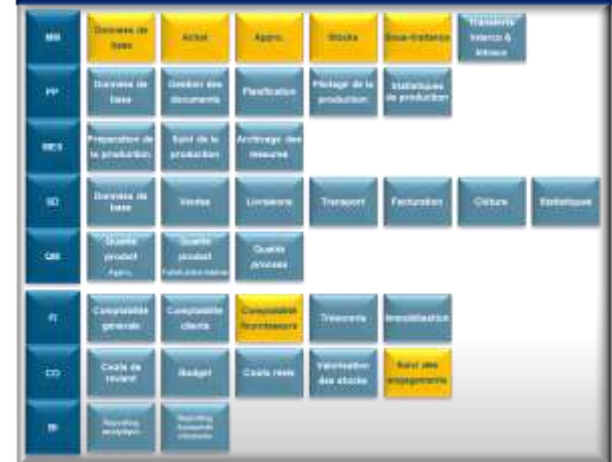 MM
Données de
base
Achat
Appro.
Stocks
Sous-traitance
Transferts
Interco &
Intraco
PP
Données de
base
Gestion des
documents
Planification
Pilotage de la
production
Statistiques
de production
MES
Préparation de
la production
Suivi de la
production
Archivage des
mesures
SD
Données de
base
Ventes
Livraisons
Transport
Facturation
Clôture
Statistiques
QM
Qualité
produit
Appro.
Qualité
produit
Qualité
process
FI
Comptabilité
générale
Comptabilité
clients
Comptabilité
fournisseurs
Trésorerie
Immobilisation
CO
Coûts de
revient
Budget
Coûts réels
Valorisation
des stocks
Suivi des
engagements
BI
Reporting
Reporting